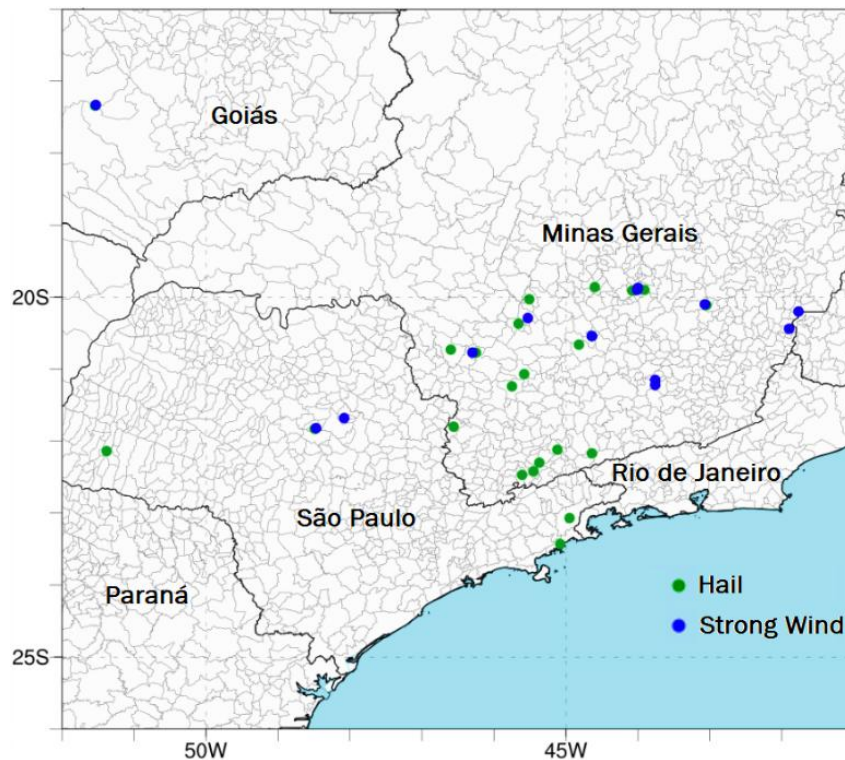 Goiás
Minas Gerais
20S
Rio de Janeiro
São Paulo
Hail
Paraná
Strong Wind
25S
50W
45W